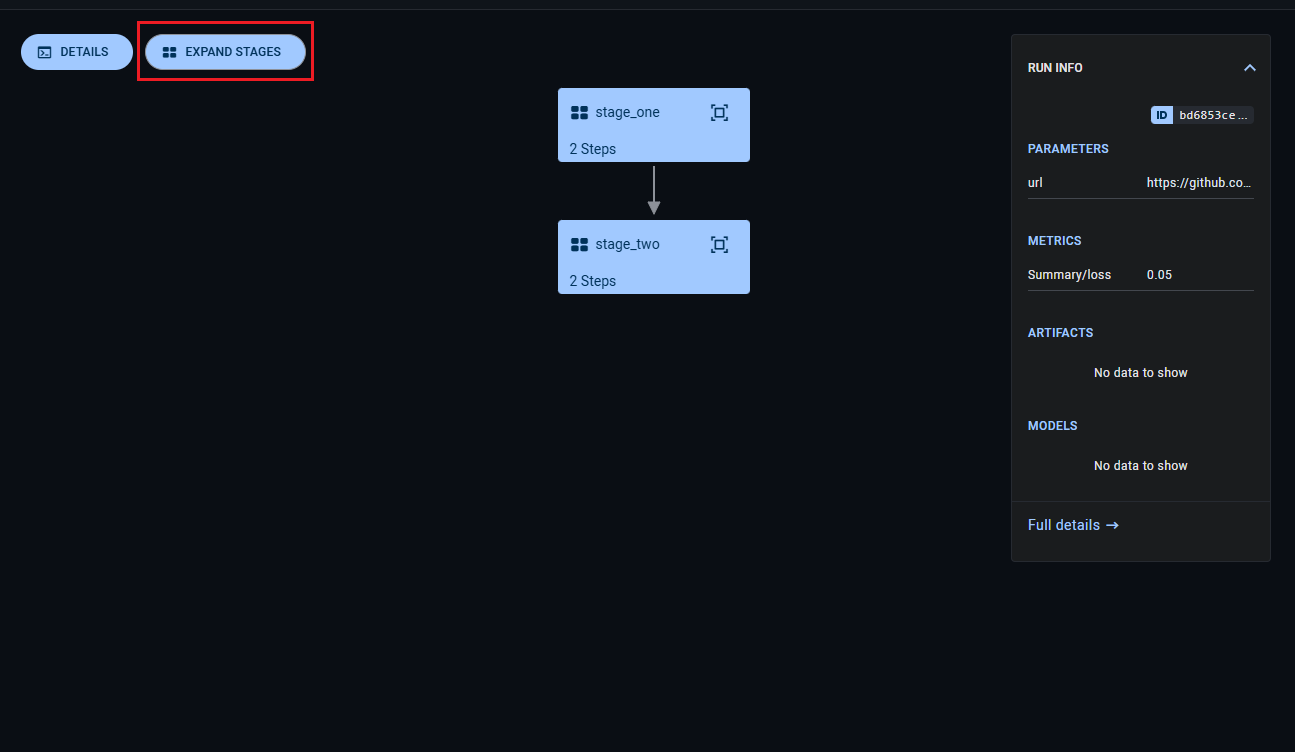 DETAILS
EXPAND STAGES
stage_one
2 Steps
stage_two
2 Steps
RUN INFO
ID bd6853ce...
PARAMETERS
url https://github.co...
METRICS
Summary/loss 0.05
ARTIFACTS
No data to show
MODELS
No data to show
Full details →